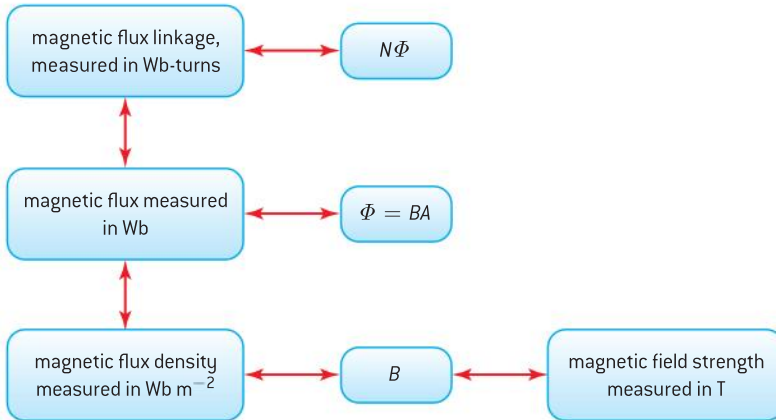 magnetic flux linkage,
measured in Wb-turns
NΦ
magnetic flux measured
in Wb
Φ = BA
magnetic flux density
measured in Wb m⁻²
B
magnetic field strength
measured in T